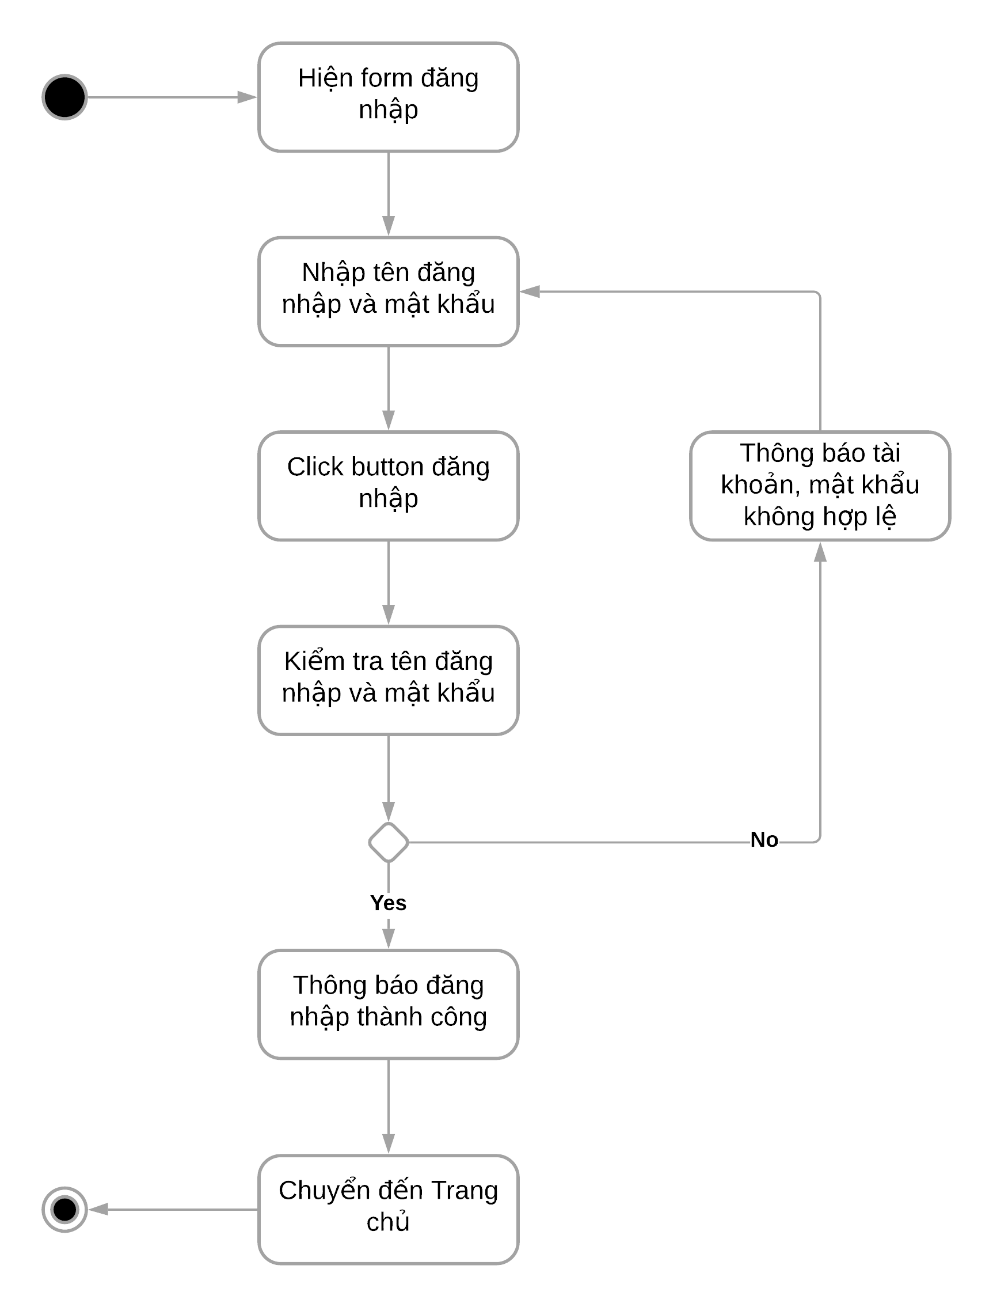 Hiện form đăng
nhập
Nhập tên đăng
nhập và mật khẩu
Click button đăng
nhập
Thông báo tài
khoản, mật khẩu
không hợp lệ
Kiểm tra tên đăng
nhập và mật khẩu
No
Yes
Thông báo đăng
nhập thành công
Chuyển đến Trang
chủ